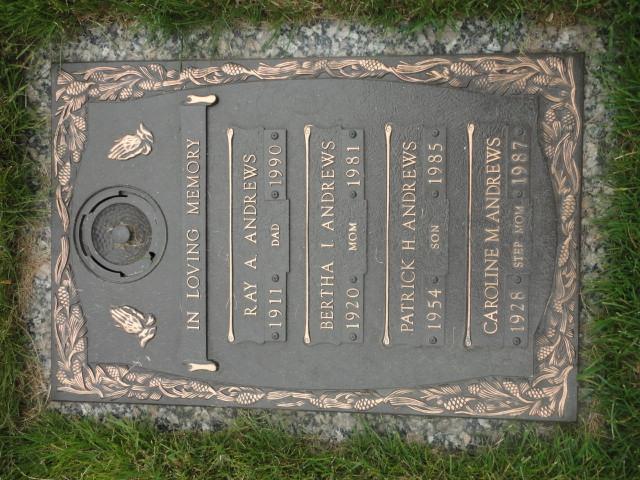 IN LOVING MEMORY
RAY A. ANDREWS
1911 DAD 1990
BERTHA I. ANDREWS
1920 MOM 1981
PATRICK H. ANDREWS
1954 SON 1985
CAROLINE M. ANDREWS
1928 STEP MOM 1987